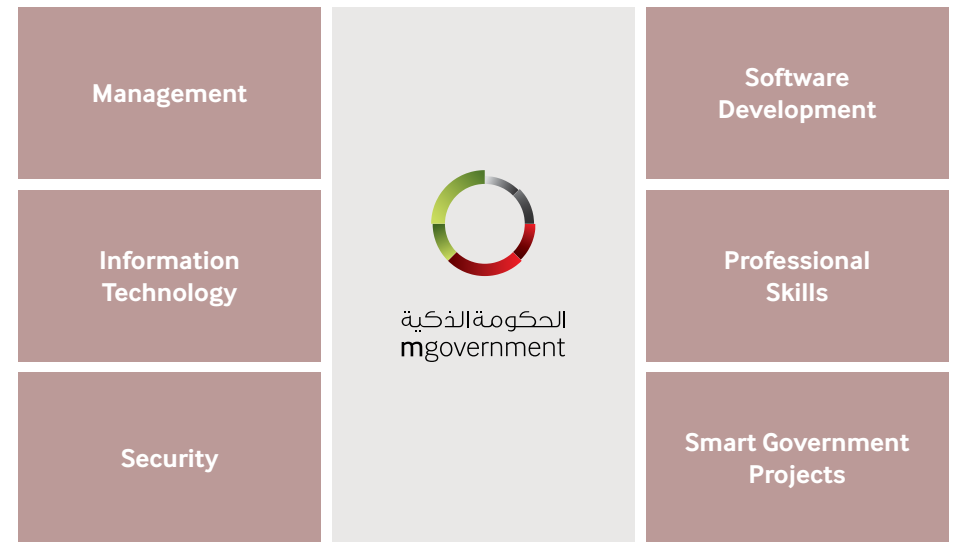 Management
Information
Technology
Security
الحكومة الذكية
mgovernment
Software
Development
Professional
Skills
Smart Government
Projects